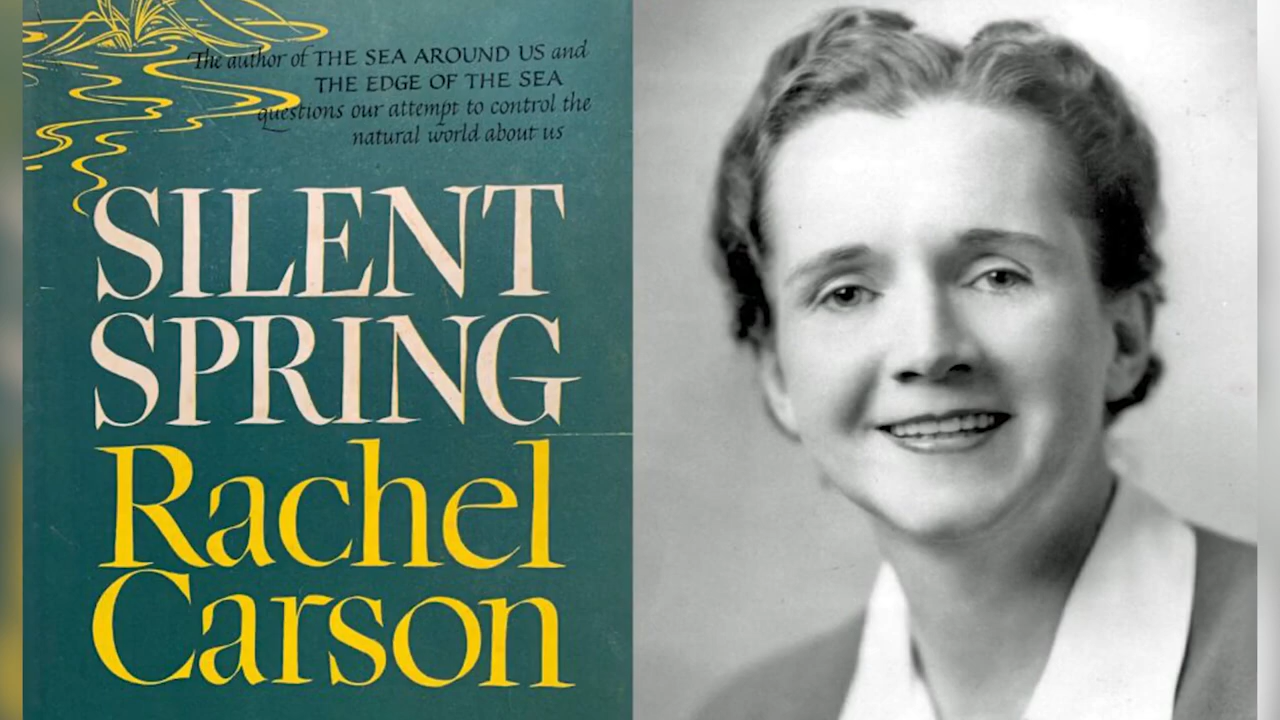 The author of THE SEA AROUND US and
THE EDGE OF THE SEA
questions our attempt to control the
natural world about us
SILENT
SPRING
Rachel
Carson